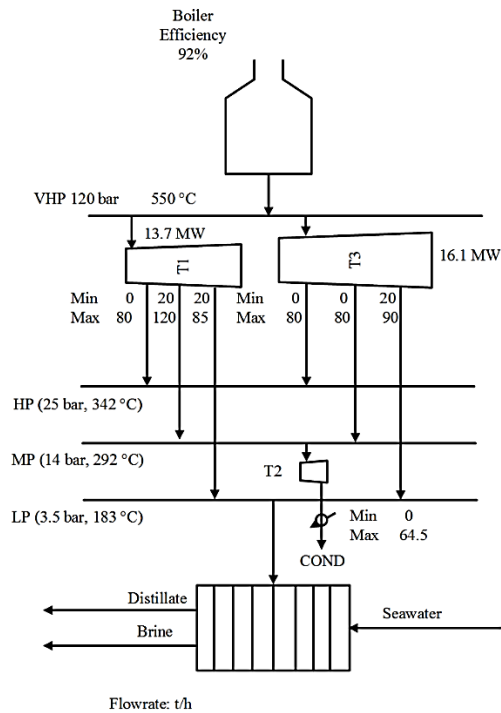 Boiler
Efficiency
92%
VHP 120 bar 550 °C
13.7 MW
T1
T3
16.1 MW
Min 0 20 20 0 0 20
Max 80 120 85 80 80 90
HP (25 bar, 342 °C)
MP (14 bar, 292 °C)
T2
LP (3.5 bar, 183 °C)
Min 0
Max 64.5
COND
Distillate
Seawater
Brine
Flowrate: t/h